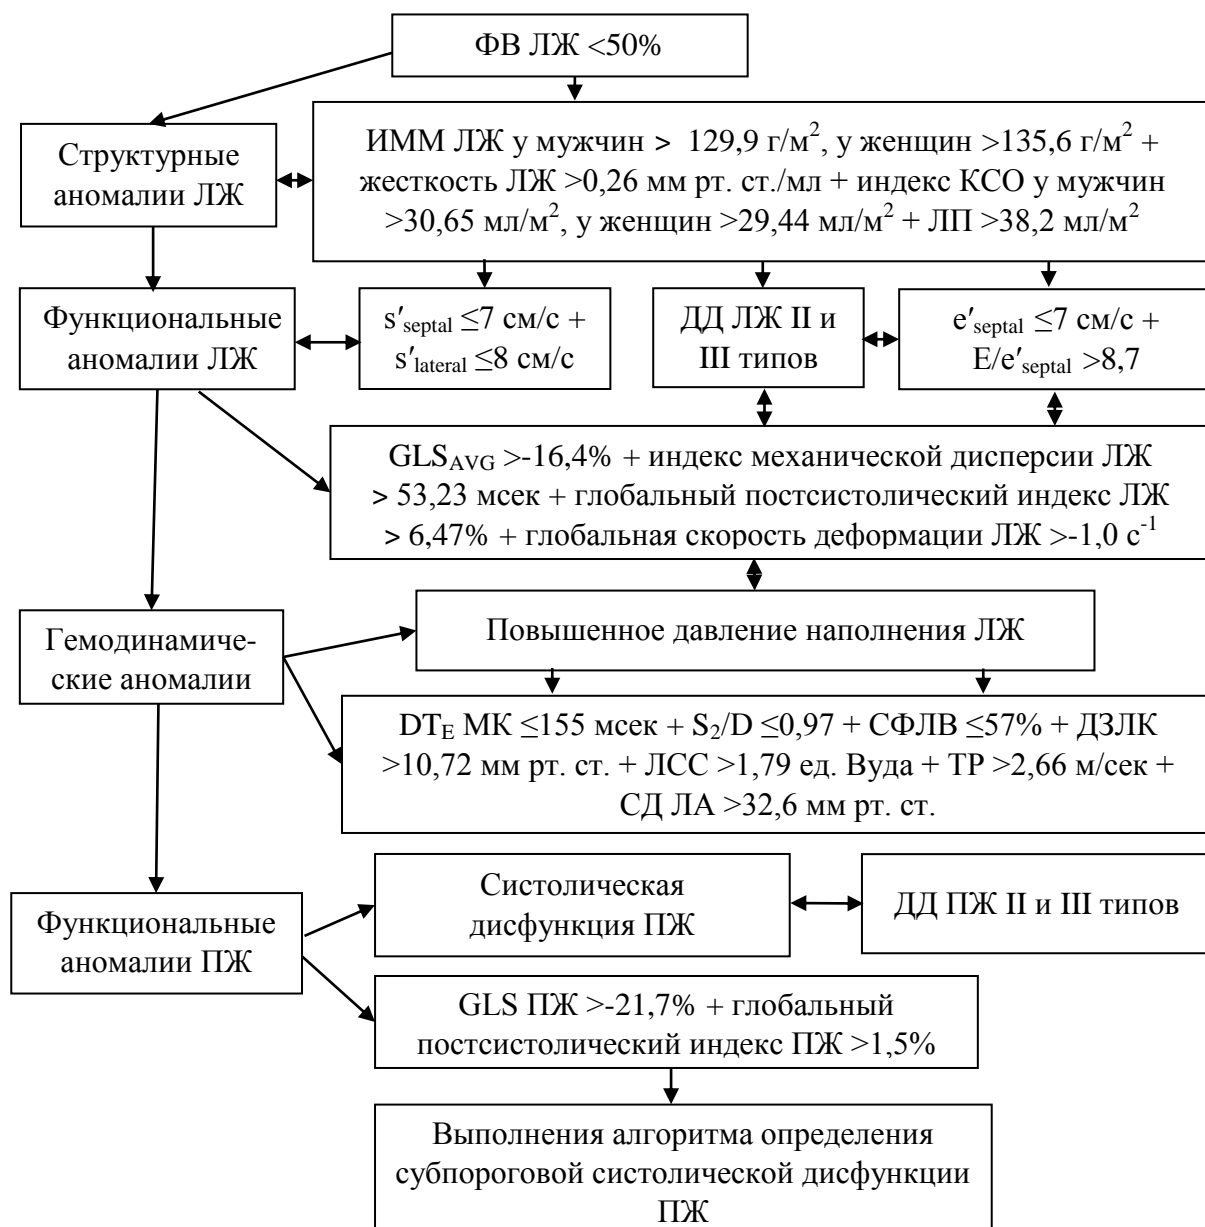 ФВ ЛЖ <50%
Структурные
аномалии ЛЖ
ИММ ЛЖ у мужчин > 129,9 г/м², у женщин >135,6 г/м² +
жесткость ЛЖ >0,26 мм рт. ст./мл + индекс КСО у мужчин
>30,65 мл/м², у женщин >29,44 мл/м² + ЛП >38,2 мл/м²
Функциональные
аномалии ЛЖ
s′septal ≤7 см/с +
s′lateral ≤8 см/с
ДД ЛЖ II и
III типов
e′septal ≤7 см/с +
E/e′septal >8,7
GLSAVG >-16,4% + индекс механической дисперсии ЛЖ
> 53,23 мсек + глобальный постсистолический индекс ЛЖ
> 6,47% + глобальная скорость деформации ЛЖ >-1,0 с⁻¹
Гемодинамиче-
ские аномалии
Повышенное давление наполнения ЛЖ
DTE МК ≤155 мсек + S₂/D ≤0,97 + СФЛВ ≤57% + ДЗЛК
>10,72 мм рт. ст. + ЛСС >1,79 ед. Вуда + ТР >2,66 м/сек +
СД ЛА >32,6 мм рт. ст.
Функциональные
аномалии ПЖ
Систолическая
дисфункция ПЖ
ДД ПЖ II и III типов
GLS ПЖ >-21,7% + глобальный
постсистолический индекс ПЖ >1,5%
Выполнения алгоритма определения
субпороговой систолической дисфункции
ПЖ